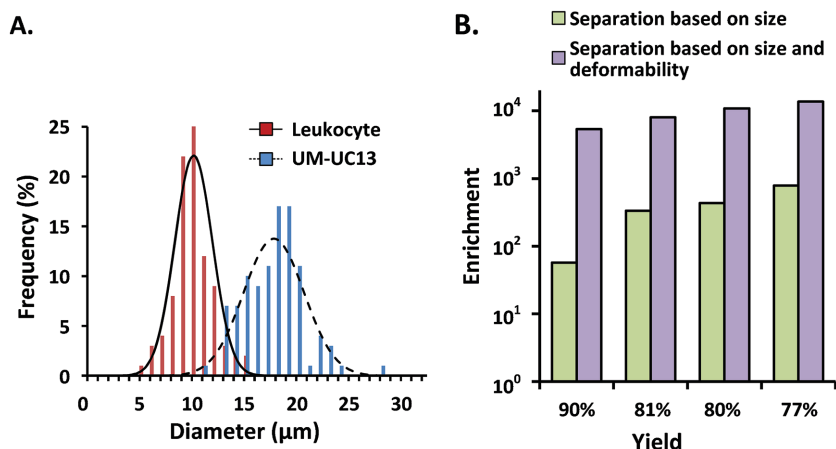 A.
Frequency (%)
25
20
15
10
5
0
Leukocyte
UM-UC13
0 5 10 15 20 25 30
Diameter (μm)
B.
Separation based on size
Separation based on size and
deformability
Enrichment
10⁴
10³
10²
10¹
10⁰
90% 81% 80% 77%
Yield